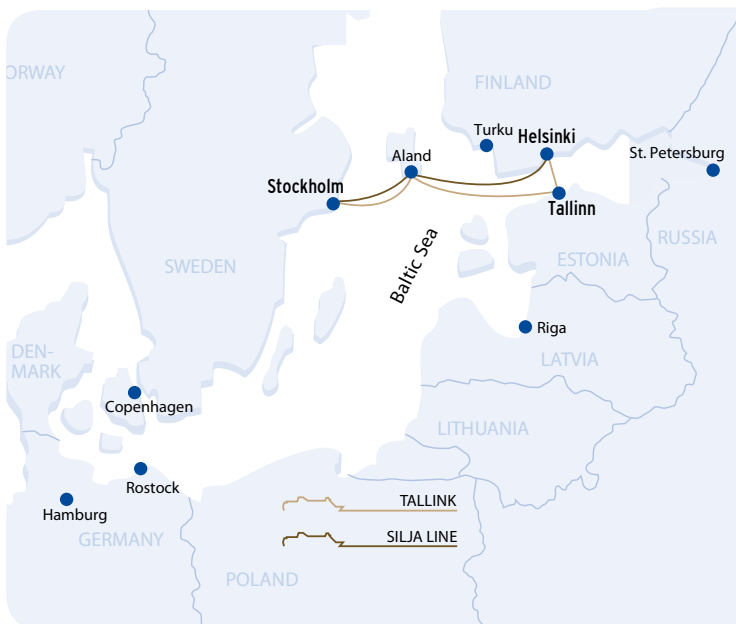 ORWAY
FINLAND
Turku
Helsinki
Aland
St. Petersburg
Stockholm
Tallinn
RUSSIA
SWEDEN
Baltic Sea
ESTONIA
Riga
DEN-
MARK
LATVIA
Copenhagen
LITHUANIA
Rostock
TALLINK
Hamburg
GERMANY
SILJA LINE
POLAND